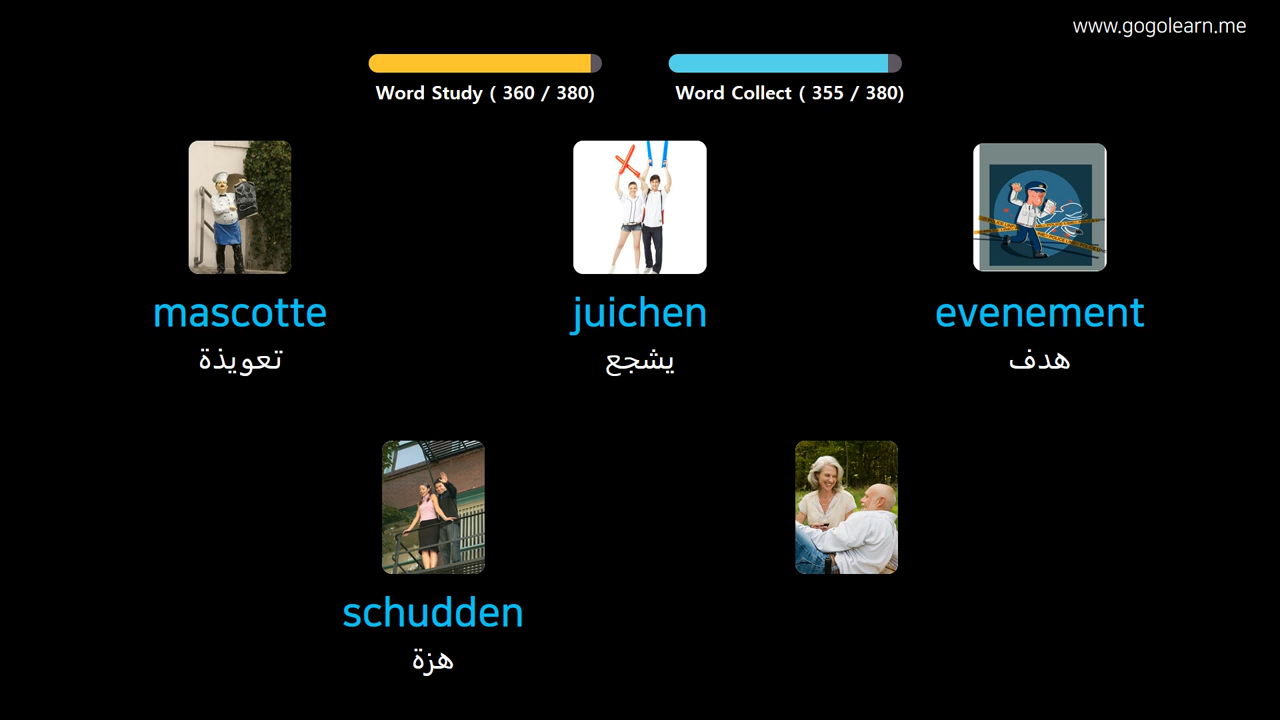 www.gogolearn.me
Word Study ( 360 / 380)
Word Collect ( 355 / 380)
mascotte
تعويذة
juichen
يشجع
evenement
هدف
schudden
هزة